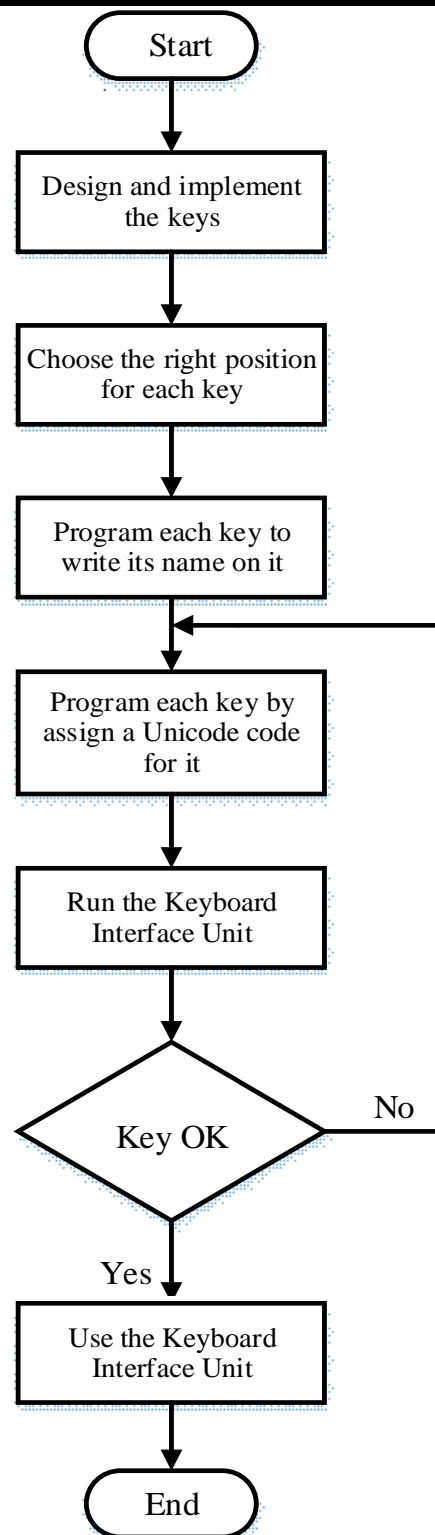 Start
Design and implement
the keys
Choose the right position
for each key
Program each key to
write its name on it
Program each key by
assign a Unicode code
for it
Run the Keyboard
Interface Unit
Key OK
No
Yes
Use the Keyboard
Interface Unit
End